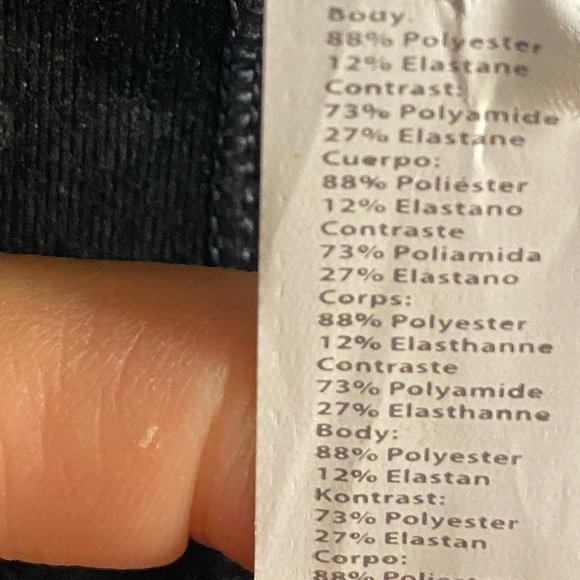 Body.
88% Polyester
12% Elastane
Contrast:
73% Polyamide
27% Elastane
Cuerpo:
88% Poliéster
12% Elastano
Contraste
73% Poliamida
27% Elastano
Corps:
88% Polyester
12% Elasthanne
Contraste
73% Polyamide
27% Elasthanne
Body:
88% Polyester
12% Elastan
Kontrast:
73% Polyester
27% Elastan
Corpo:
88%